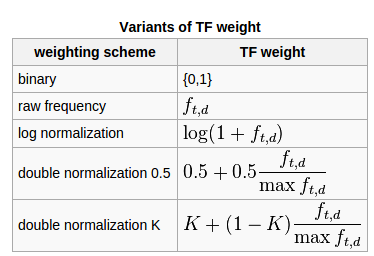 Variants of TF weight
weighting scheme TF weight
binary {0,1}
raw frequency f_{t,d}
log normalization log(1 + f_{t,d})
double normalization 0.5 0.5 + 0.5 \frac{f_{t,d}}{max f_{t,d}}
double normalization K K + (1 − K) \frac{f_{t,d}}{max f_{t,d}}